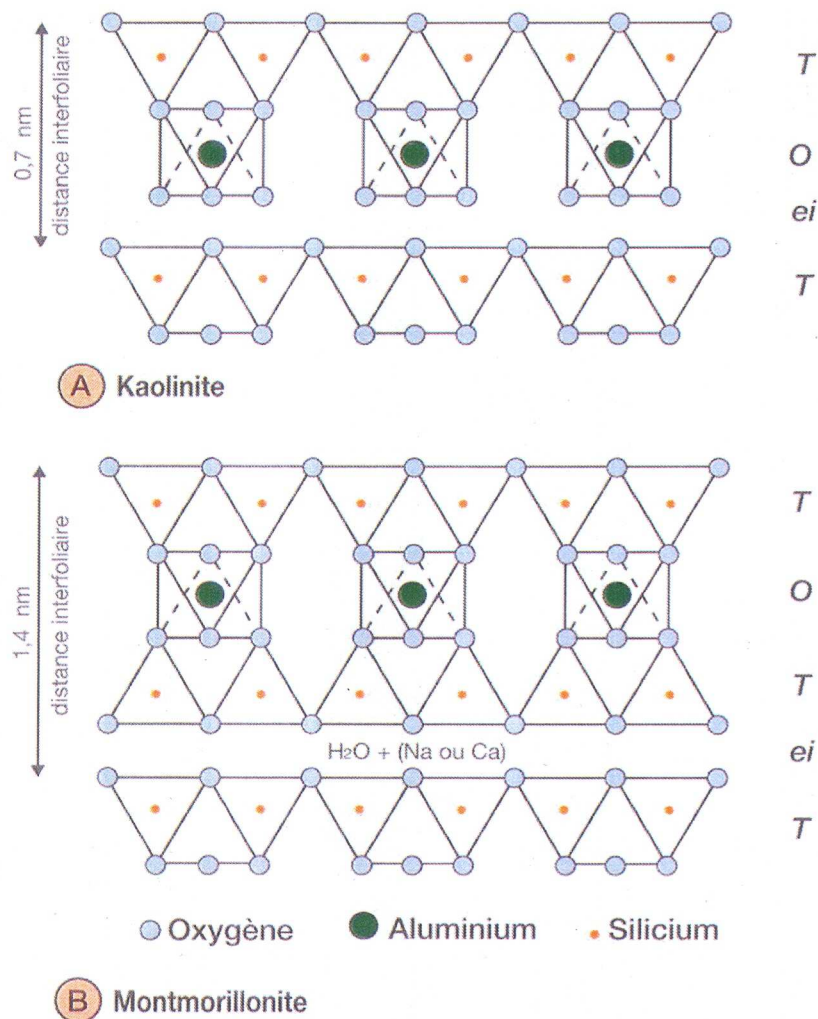 0,7 nm
distance interfoliaire
T
O
ei
T
A Kaolinite
1,4 nm
distance interfoliaire
T
O
T
H2O + (Na ou Ca)
ei
T
Oxygène Aluminium Silicium
B Montmorillonite